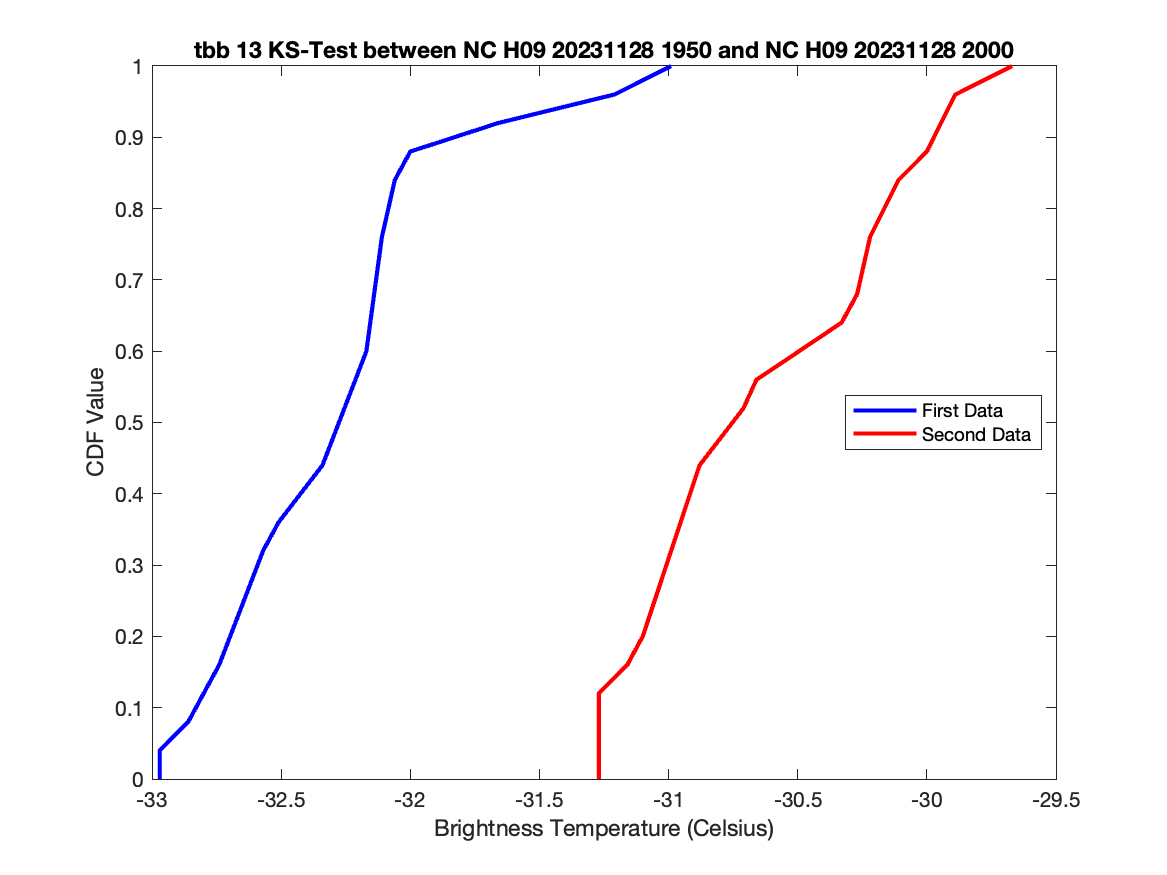 tbb 13 KS-Test between NC H09 20231128 1950 and NC H09 20231128 2000
1
0.9
0.8
0.7
0.6
0.5
0.4
0.3
0.2
0.1
0
CDF Value
First Data
Second Data
-33 -32.5 -32 -31.5 -31 -30.5 -30 -29.5
Brightness Temperature (Celsius)